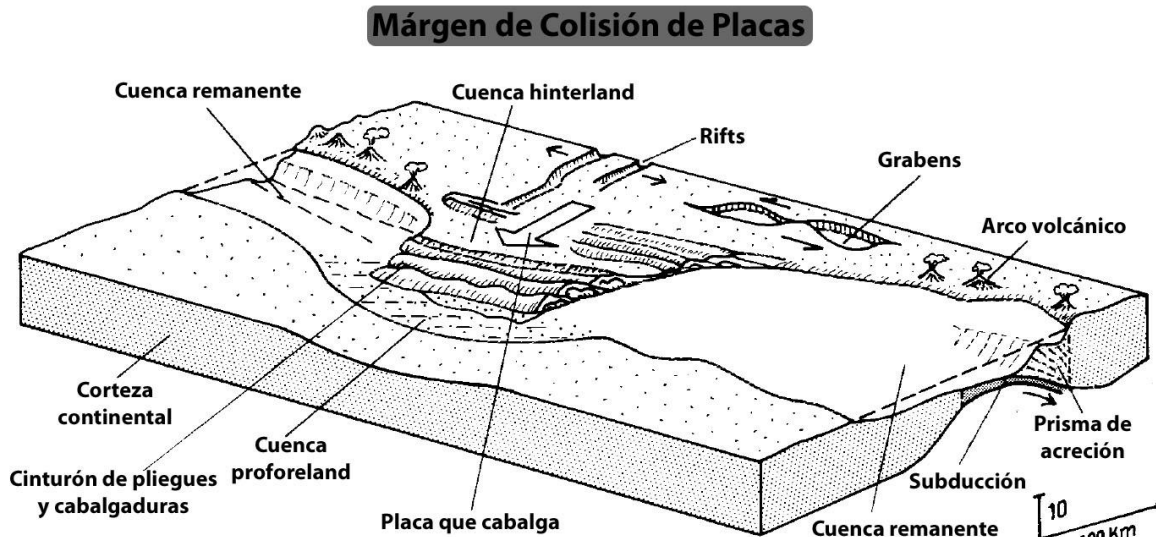 Márgen de Colisión de Placas
Cuenca remanente
Cuenca hinterland
Rifts
Grabens
Arco volcánico
Corteza
continental
Cuenca
proforeland
Cinturón de pliegues
y cabalgaduras
Placa que cabalga
Prisma de
acreción
Subducción
Cuenca remanente
10
Km